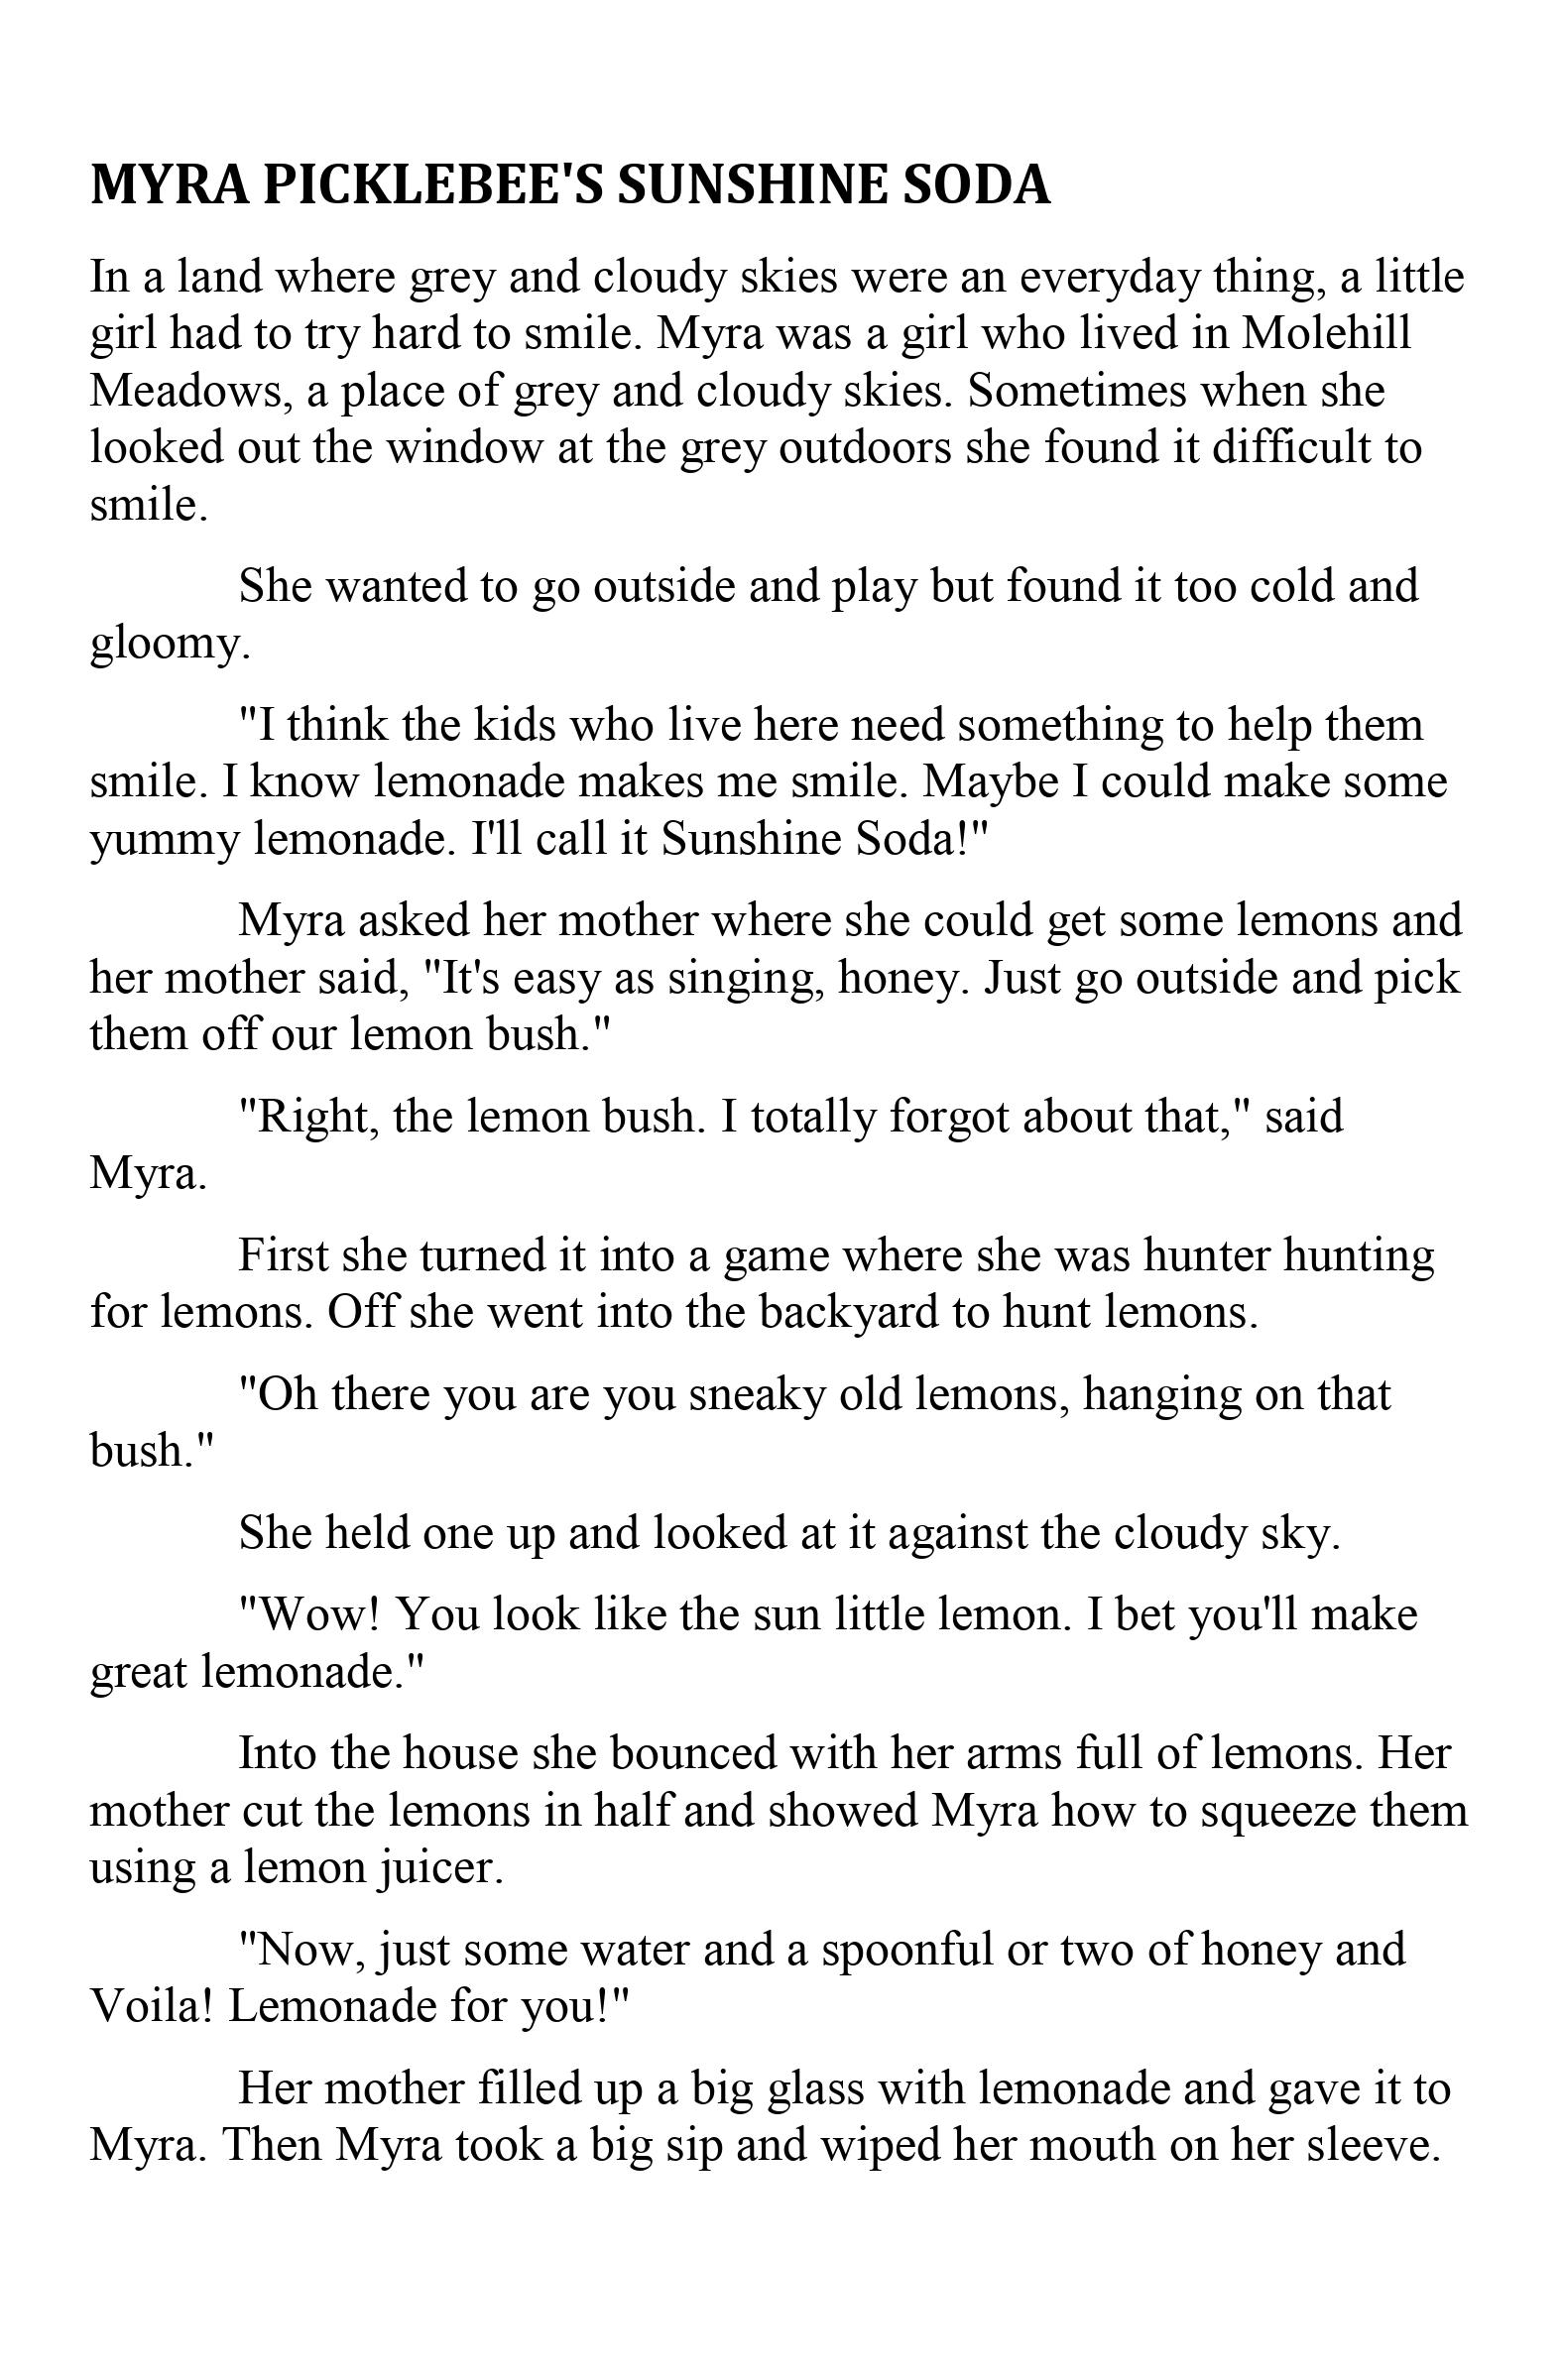 MYRA PICKLEBEE'S SUNSHINE SODA
In a land where grey and cloudy skies were an everyday thing, a little
girl had to try hard to smile. Myra was a girl who lived in Molehill
Meadows, a place of grey and cloudy skies. Sometimes when she
looked out the window at the grey outdoors she found it difficult to
smile.
She wanted to go outside and play but found it too cold and
gloomy.
"I think the kids who live here need something to help them
smile. I know lemonade makes me smile. Maybe I could make some
yummy lemonade. I'll call it Sunshine Soda!"
Myra asked her mother where she could get some lemons and
her mother said, "It's easy as singing, honey. Just go outside and pick
them off our lemon bush."
"Right, the lemon bush. I totally forgot about that," said
Myra.
First she turned it into a game where she was hunter hunting
for lemons. Off she went into the backyard to hunt lemons.
"Oh there you are you sneaky old lemons, hanging on that
bush."
She held one up and looked at it against the cloudy sky.
"Wow! You look like the sun little lemon. I bet you'll make
great lemonade."
Into the house she bounced with her arms full of lemons. Her
mother cut the lemons in half and showed Myra how to squeeze them
using a lemon juicer.
"Now, just some water and a spoonful or two of honey and
Voila! Lemonade for you!"
Her mother filled up a big glass with lemonade and gave it to
Myra. Then Myra took a big sip and wiped her mouth on her sleeve.